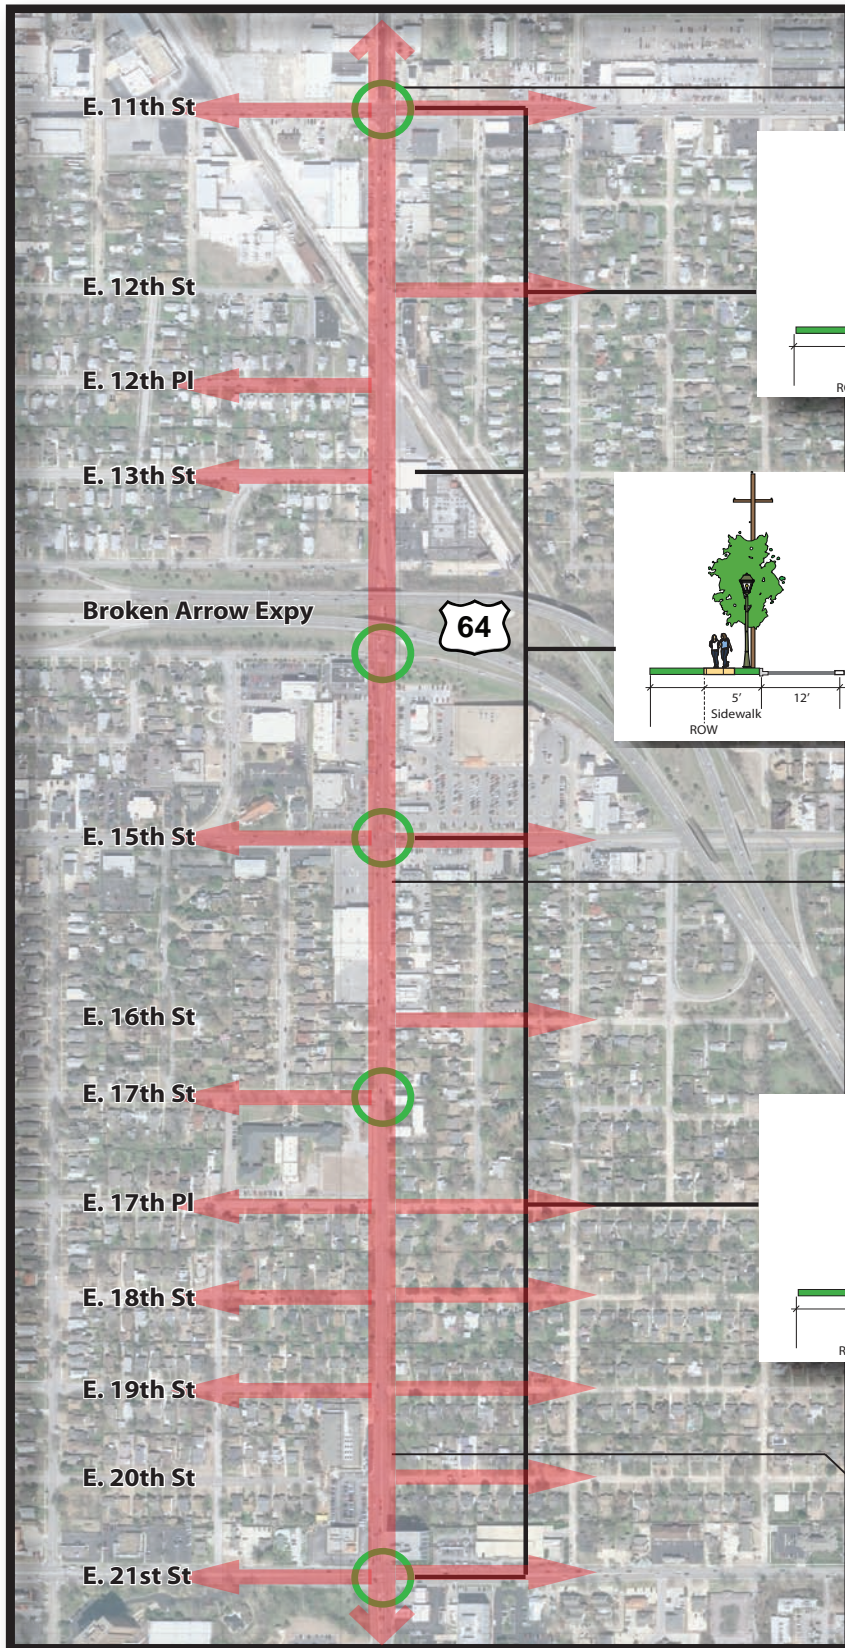 E. 11th St
E. 12th St
E. 12th Pl
E. 13th St
Broken Arrow Expy
64
5'
12'
Sidewalk
ROW
E. 15th St
E. 16th St
E. 17th St
E. 17th Pl
E. 18th St
E. 19th St
E. 20th St
E. 21st St